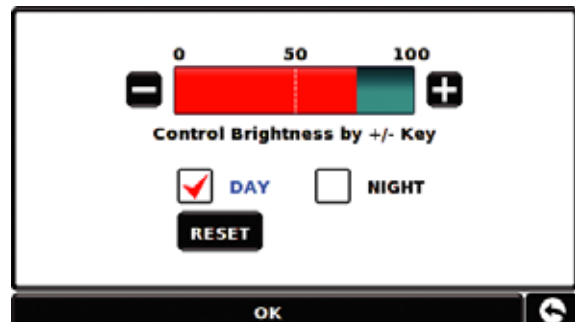 0 50 100
Control Brightness by +/- Key
DAY NIGHT
RESET
OK